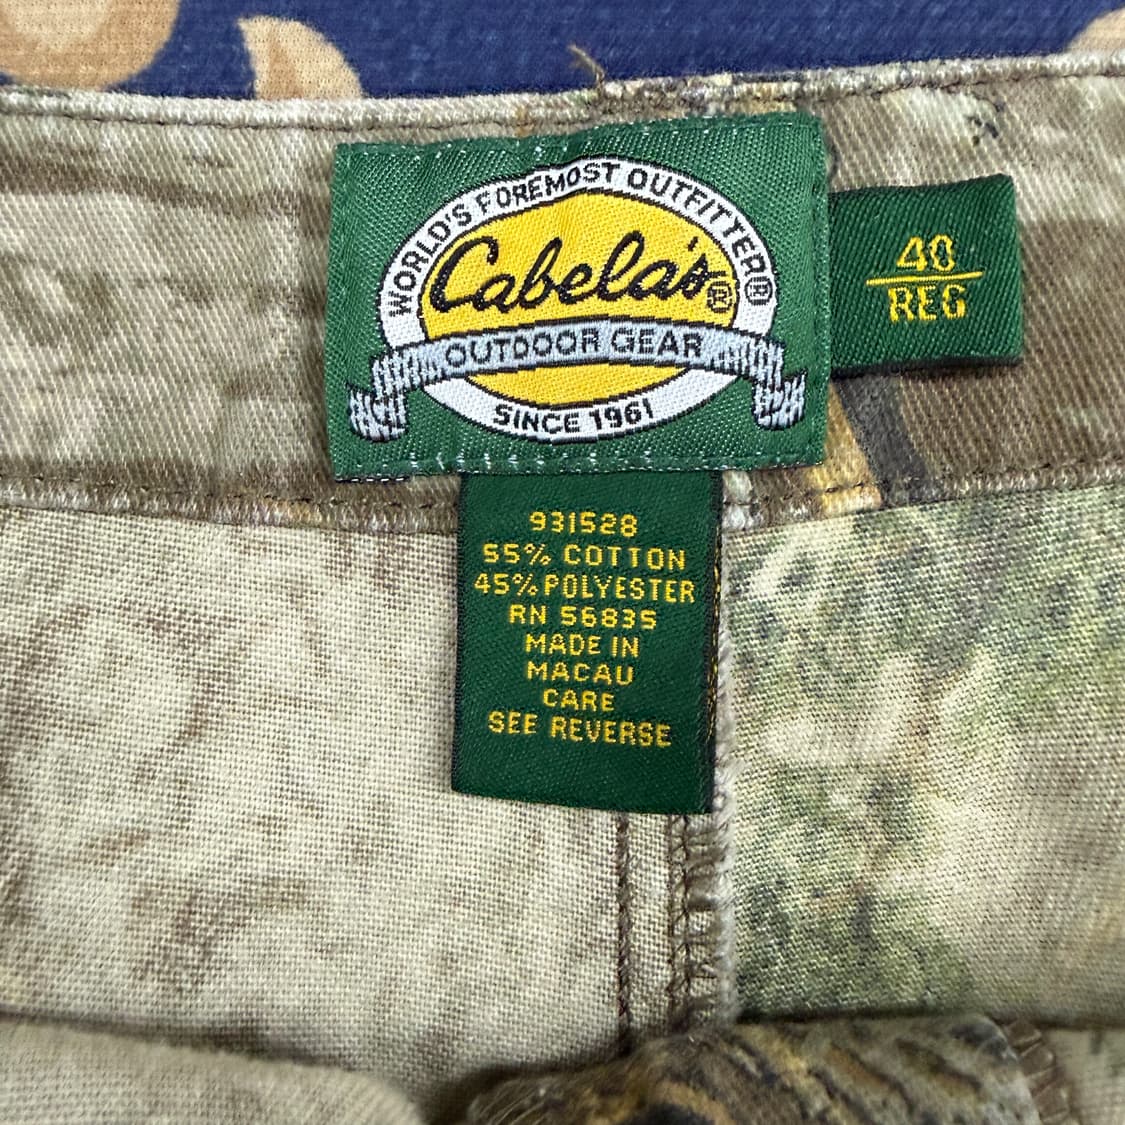 WORLD'S FOREMOST OUTFITTER®
Cabela's®
OUTDOOR GEAR
SINCE 1961
40
REG
931528
55% COTTON
45% POLYESTER
RN 56835
MADE IN
MACAU
CARE
SEE REVERSE